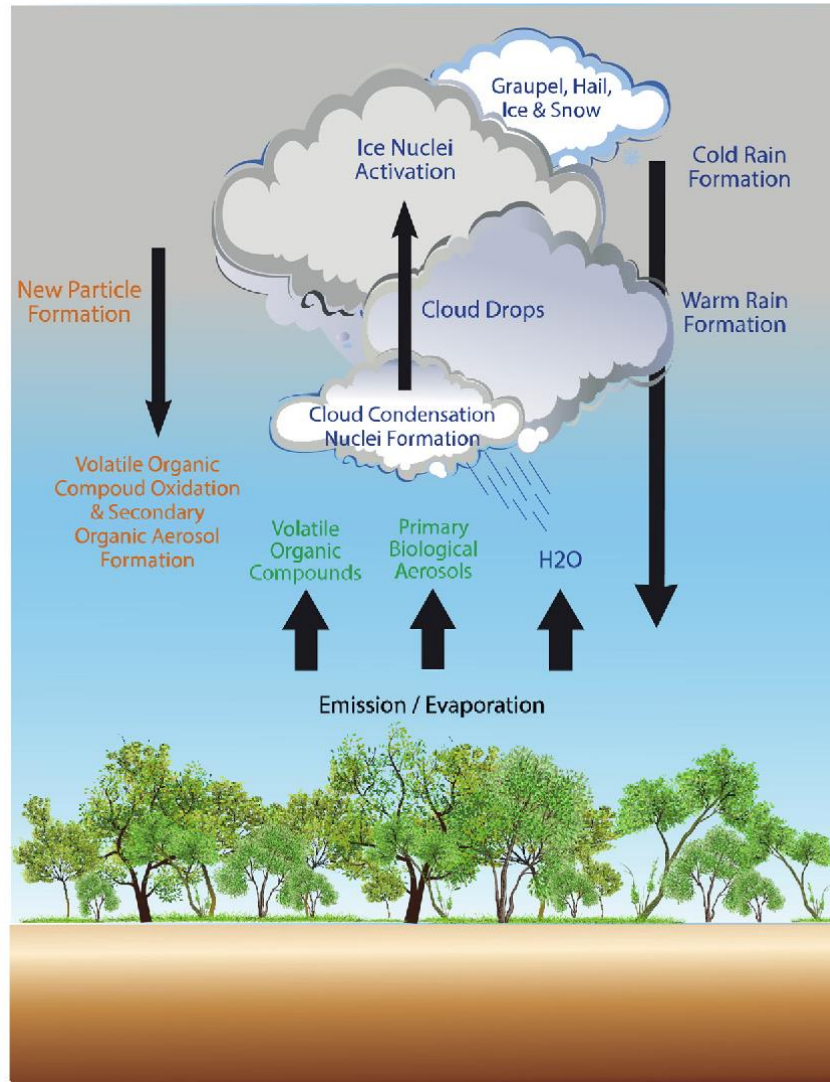 Graupel, Hail,
Ice & Snow
Ice Nuclei
Activation
Cold Rain
Formation
New Particle
Formation
Cloud Drops
Warm Rain
Formation
Cloud Condensation
Nuclei Formation
Volatile Organic
Compoud Oxidation
& Secondary
Organic Aerosol
Formation
Volatile
Organic
Compounds
Primary
Biological
Aerosols
H2O
Emission / Evaporation